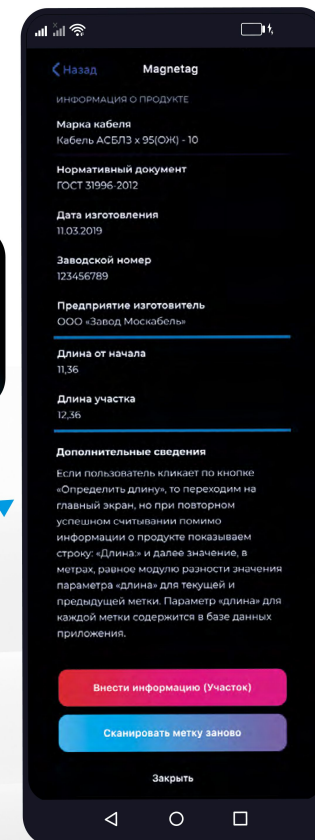 Назад
Magnetag
ИНФОРМАЦИЯ О ПРОДУКТЕ
Марка кабеля
Кабель АСБЛЗ х 95(ОЖ) - 10
Нормативный документ
ГОСТ 31996-2012
Дата изготовления
11.03.2019
Заводской номер
123456789
Предприятие изготовитель
ООО «Завод Москабель»
Длина от начала
11,36
Длина участка
12,36
Дополнительные сведения
Если пользователь кликает по кнопке
«Определить длину», то переходим на
главный экран, но при повторном
успешном считывании помимо
информации о продукте показываем
строку: «Длина:» и далее значение, в
метрах, равное модулю разности значения
параметра «длина» для текущей и
предыдущей метки. Параметр «длина» для
каждой метки содержится в базе данных
приложения.
Внести информацию (Участок)
Сканировать метку заново
Закрыть